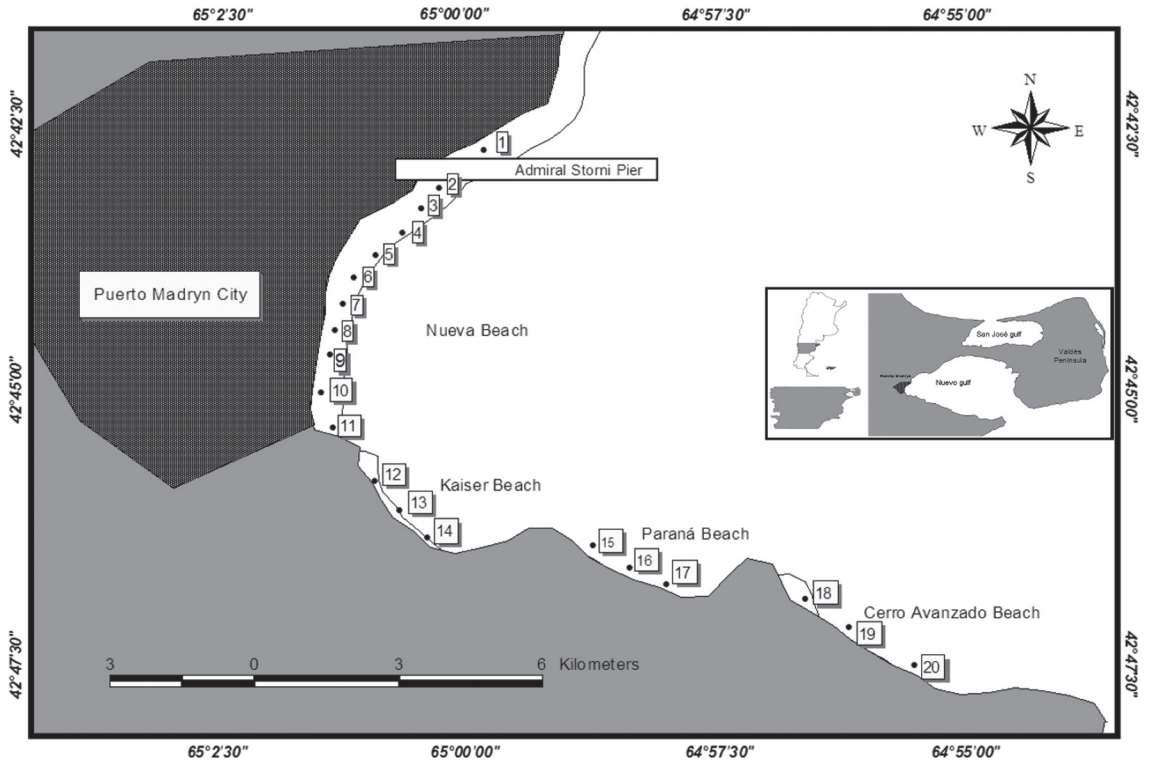 65°2'30" 65°00'00" 64°57'30" 64°55'00"
42°42'30"
42°42'30"
N
W E
S
1
Admiral Storni Pier
2
3
4
5
6
7
8
9
10
11
Puerto Madryn City
Nueva Beach
San José gulf
Valdés
Península
Nuevo gulf
42°45'00"
42°45'00"
12
Kaiser Beach
13
14
Paraná Beach
15
16
17
18
Cerro Avanzado Beach
19
20
42°47'30"
42°47'30"
3 0 3 6 Kilometers
65°2'30" 65°00'00" 64°57'30" 64°55'00"